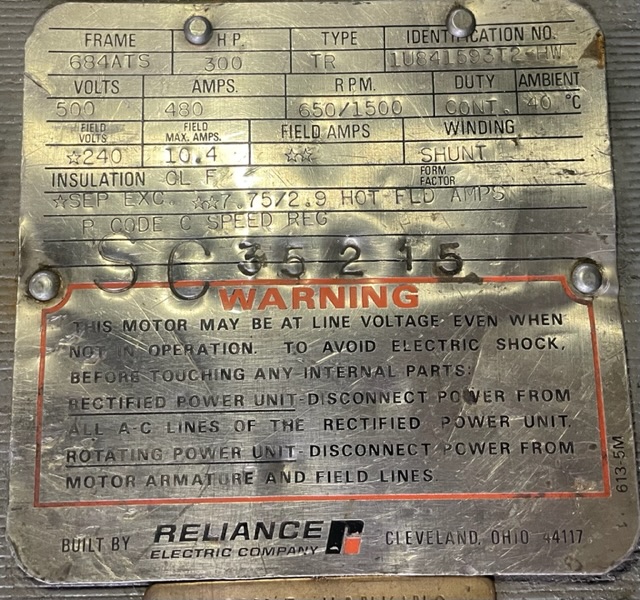 FRAME H.P. TYPE IDENTIFICATION NO.
684ATS 300 TR 1U841593T2-HW
VOLTS AMPS. R.P.M. DUTY AMBIENT
500 480 650/1500 CONT. 40 °C
FIELD VOLTS FIELD MAX. AMPS. FIELD AMPS WINDING
☆240 10.4 ☆☆ SHUNT
INSULATION CL F FORM FACTOR
☆SEP EXC. ☆☆7.75/2.9 HOT FLD AMPS
P CODE C SPEED REG
SC 35215
WARNING
THIS MOTOR MAY BE AT LINE VOLTAGE EVEN WHEN
NOT IN OPERATION. TO AVOID ELECTRIC SHOCK,
BEFORE TOUCHING ANY INTERNAL PARTS:
RECTIFIED POWER UNIT-DISCONNECT POWER FROM
ALL A-C LINES OF THE RECTIFIED POWER UNIT.
ROTATING POWER UNIT-DISCONNECT POWER FROM
MOTOR ARMATURE AND FIELD LINES
613-5M
BUILT BY RELIANCE ELECTRIC COMPANY CLEVELAND, OHIO 44117